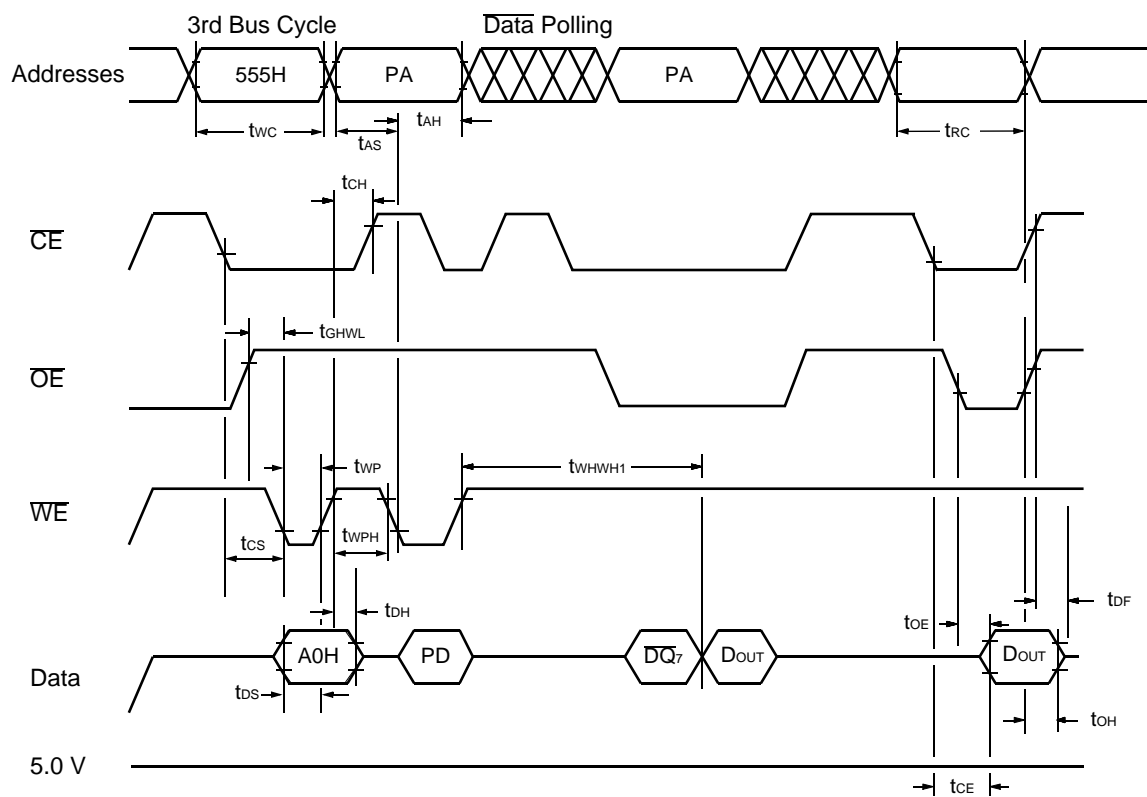 3rd Bus Cycle
Data Polling
Addresses
555H
PA
PA
tWC
tAH
tAS
tRC
tCH
CE
tGHWL
OE
tWP
tWHWH1
WE
tCS
tWPH
tDH
tOE
tDF
Data
A0H
PD
DQ7
DOUT
DOUT
tDS
tOH
5.0 V
tCE